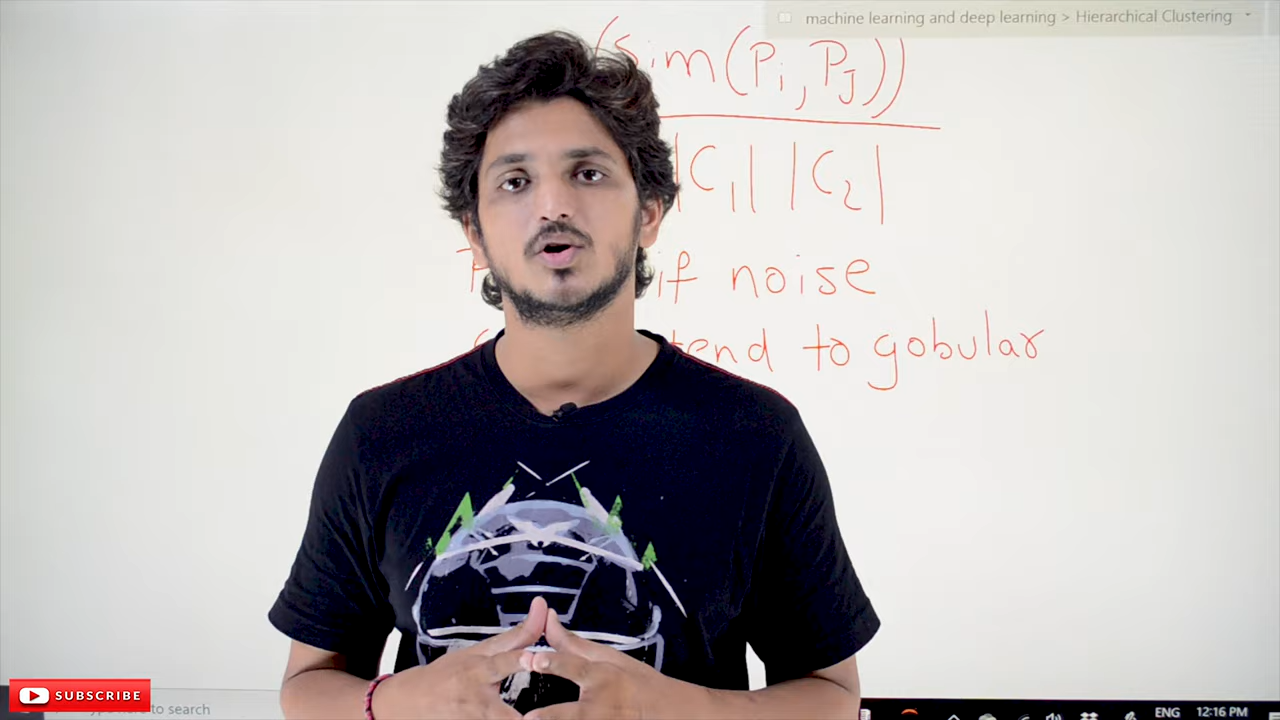 machine learning and deep learning > Hierarchical Clustering
(Sim(Pi, PJ))
|C1| |C2|
if noise
tend to gobular
SUBSCRIBE
to search
ENG 12:16 PM